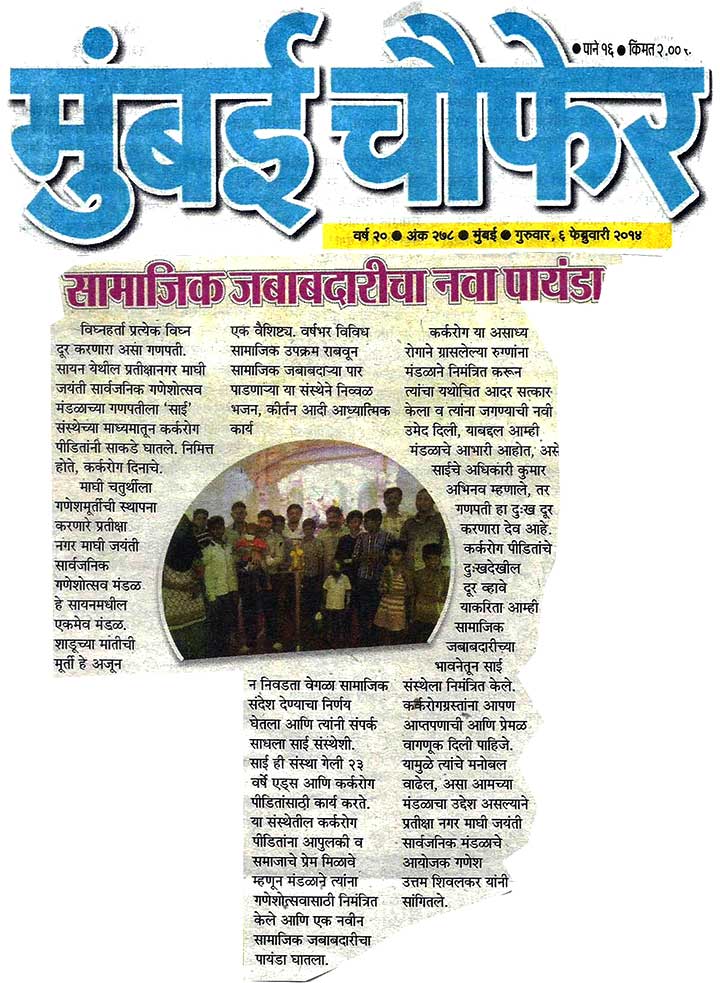 ● पाने १६ ● किंमत २.०० रु.
मुंबई चौफेर
वर्ष २० ● अंक २७८ ● मुंबई ● गुरुवार, ६ फेब्रुवारी २०१४
सामाजिक जबाबदारीचा नवा पायंडा
विघ्नहर्ता प्रत्येक विघ्न
दूर करणारा असा गणपती.
सायन येथील प्रतीक्षानगर माघी
जयंती सार्वजनिक गणेशोत्सव
मंडळाच्या गणपतीला ‘साई’
संस्थेच्या माध्यमातून कर्करोग
पीडितांनी साकडे घातले. निमित्त
होते, कर्करोग दिनाचे.
माघी चतुर्थीला
गणेशमूर्तीची स्थापना
करणारे प्रतीक्षा
नगर माघी जयंती
सार्वजनिक
गणेशोत्सव मंडळ
हे सायनमधील
एकमेव मंडळ.
शाडूच्या मातीची
मूर्ती हे अजून
एक वैशिष्ट्य. वर्षभर विविध
सामाजिक उपक्रम राबवून
सामाजिक जबाबदाऱ्या पार
पाडणाऱ्या या संस्थेने निव्वळ
भजन, कीर्तन आदी आध्यात्मिक
कार्य
न निवडता वेगळा सामाजिक
संदेश देण्याचा निर्णय
घेतला आणि त्यांनी संपर्क
साधला साई संस्थेशी.
साई ही संस्था गेली २३
वर्षे एड्स आणि कर्करोग
पीडितांसाठी कार्य करते.
या संस्थेतील कर्करोग
पीडितांना आपुलकी व
समाजाचे प्रेम मिळावे
म्हणून मंडळाने त्यांना
गणेशोत्सवासाठी निमंत्रित
केले आणि एक नवीन
सामाजिक जबाबदारीचा
पायंडा घातला.
कर्करोग या असाध्य
रोगाने ग्रासलेल्या रुग्णांना
मंडळाने निमंत्रित करून
त्यांचा यथोचित आदर सत्कार
केला व त्यांना जगण्याची नवी
उमेद दिली, याबद्दल आम्ही
मंडळाचे आभारी आहोत, असे
साईचे अधिकारी कुमार
अभिनव म्हणाले, तर
गणपती हा दुःख दूर
करणारा देव आहे.
कर्करोग पीडितांचे
दुःखदेखील
दूर व्हावे
याकरिता आम्ही
सामाजिक
जबाबदारीच्या
भावनेतून साई
संस्थेला निमंत्रित केले.
कर्करोगग्रस्तांना आपण
आप्तपणाची आणि प्रेमळ
वागणूक दिली पाहिजे.
यामुळे त्यांचे मनोबल
वाढेल, असा आमच्या
मंडळाचा उद्देश असल्याने
प्रतीक्षा नगर माघी जयंती
सार्वजनिक मंडळाचे
आयोजक गणेश
उत्तम शिवलकर यांनी
सांगितले.